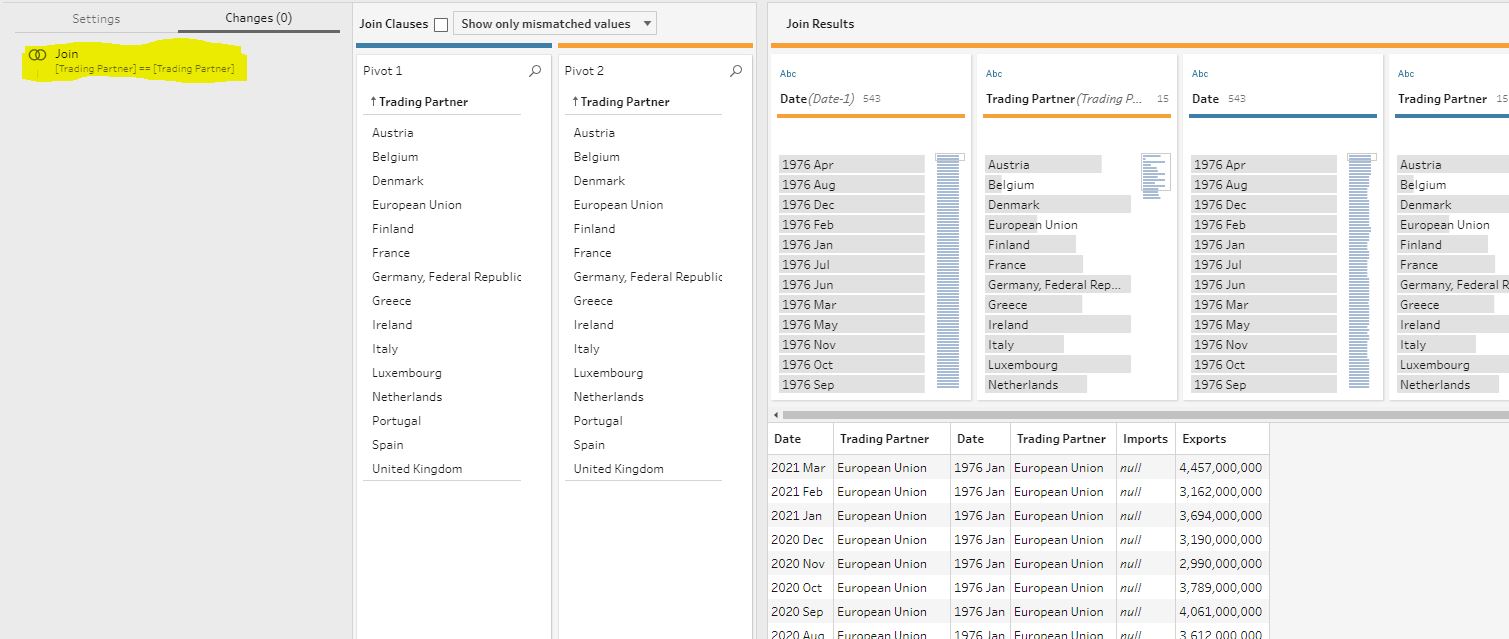 Settings
Changes (0)
Join
[Trading Partner] == [Trading Partner]
Join Clauses
Show only mismatched values
Pivot 1
Trading Partner
Austria
Belgium
Denmark
European Union
Finland
France
Germany, Federal Republic
Greece
Ireland
Italy
Luxembourg
Netherlands
Portugal
Spain
United Kingdom
Pivot 2
Trading Partner
Austria
Belgium
Denmark
European Union
Finland
France
Germany, Federal Republic
Greece
Ireland
Italy
Luxembourg
Netherlands
Portugal
Spain
United Kingdom
Join Results
Abc
Date (Date-1) 543
1976 Apr
1976 Aug
1976 Dec
1976 Feb
1976 Jan
1976 Jul
1976 Jun
1976 Mar
1976 May
1976 Nov
1976 Oct
1976 Sep
Abc
Trading Partner (Trading P... 15
Austria
Belgium
Denmark
European Union
Finland
France
Germany, Federal Rep...
Greece
Ireland
Italy
Luxembourg
Netherlands
Abc
Date 543
1976 Apr
1976 Aug
1976 Dec
1976 Feb
1976 Jan
1976 Jul
1976 Jun
1976 Mar
1976 May
1976 Nov
1976 Oct
1976 Sep
Abc
Trading Partner 15
Austria
Belgium
Denmark
European Union
Finland
France
Germany, Federal R
Greece
Ireland
Italy
Luxembourg
Netherlands
Date Trading Partner Date Trading Partner Imports Exports
2021 Mar European Union 1976 Jan European Union null 4,457,000,000
2021 Feb European Union 1976 Jan European Union null 3,162,000,000
2021 Jan European Union 1976 Jan European Union null 3,694,000,000
2020 Dec European Union 1976 Jan European Union null 3,190,000,000
2020 Nov European Union 1976 Jan European Union null 2,990,000,000
2020 Oct European Union 1976 Jan European Union null 3,789,000,000
2020 Sep European Union 1976 Jan European Union null 4,061,000,000
2020 Aug European Union 1976 Jan European Union null 3,612,000,000